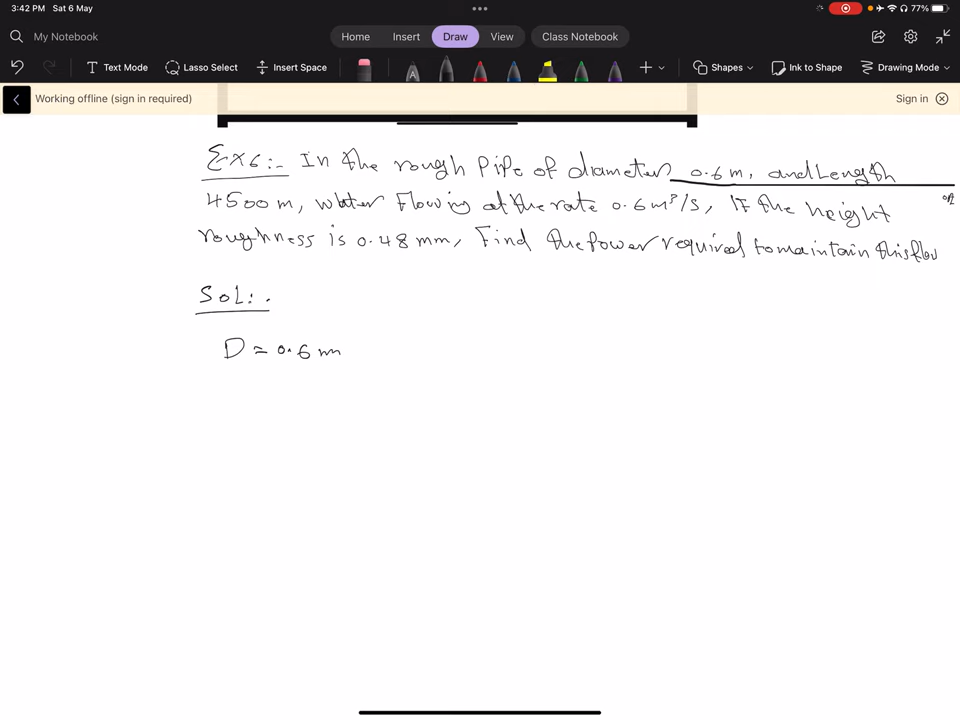 3:42 PM Sat 6 May
77%
My Notebook
Home Insert Draw View Class Notebook
Text Mode Lasso Select Insert Space Shapes Ink to Shape Drawing Mode
Working offline (sign in required) Sign in
Ex6:- In the rough Pipe of diameter 0.6 m, and Length
4500 m, water Flowing at the rate 0.6 m³/s, If the height of
roughness is 0.48 mm, Find the Power required to maintain this flow
SoL:.
D = 0.6 m